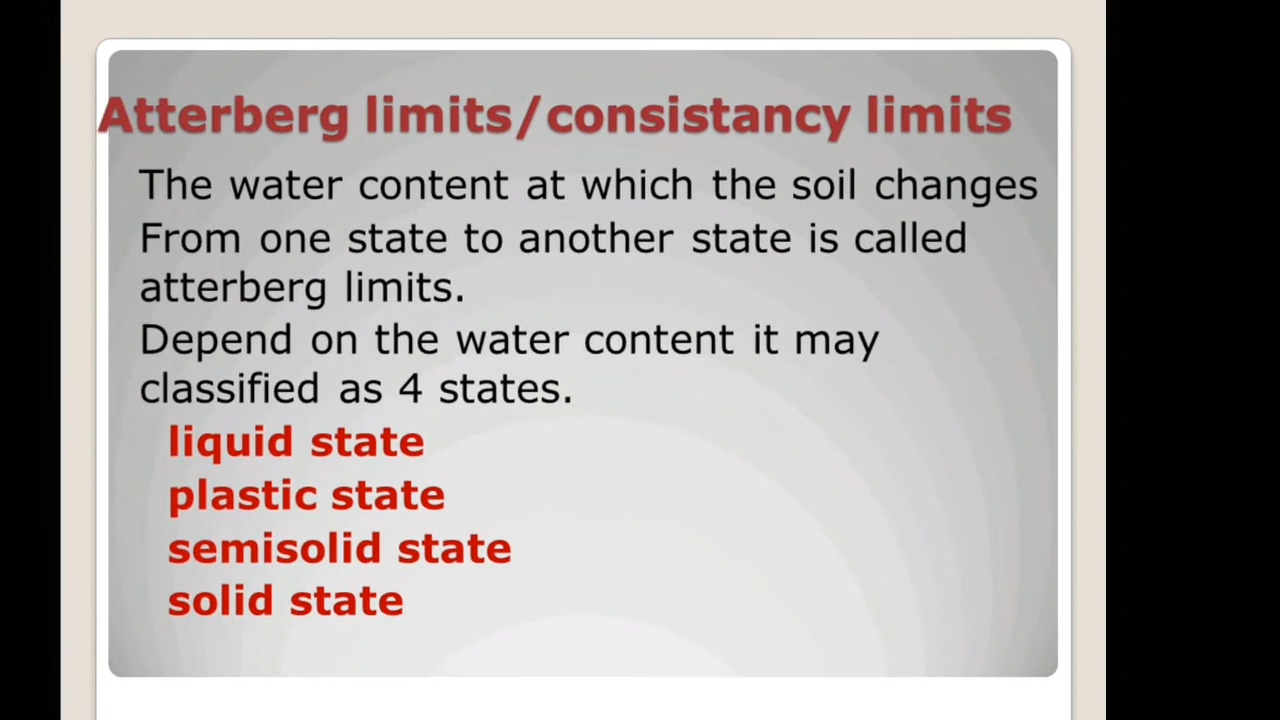 Atterberg limits/consistancy limits
The water content at which the soil changes
From one state to another state is called
atterberg limits.
Depend on the water content it may
classified as 4 states.
liquid state
plastic state
semisolid state
solid state